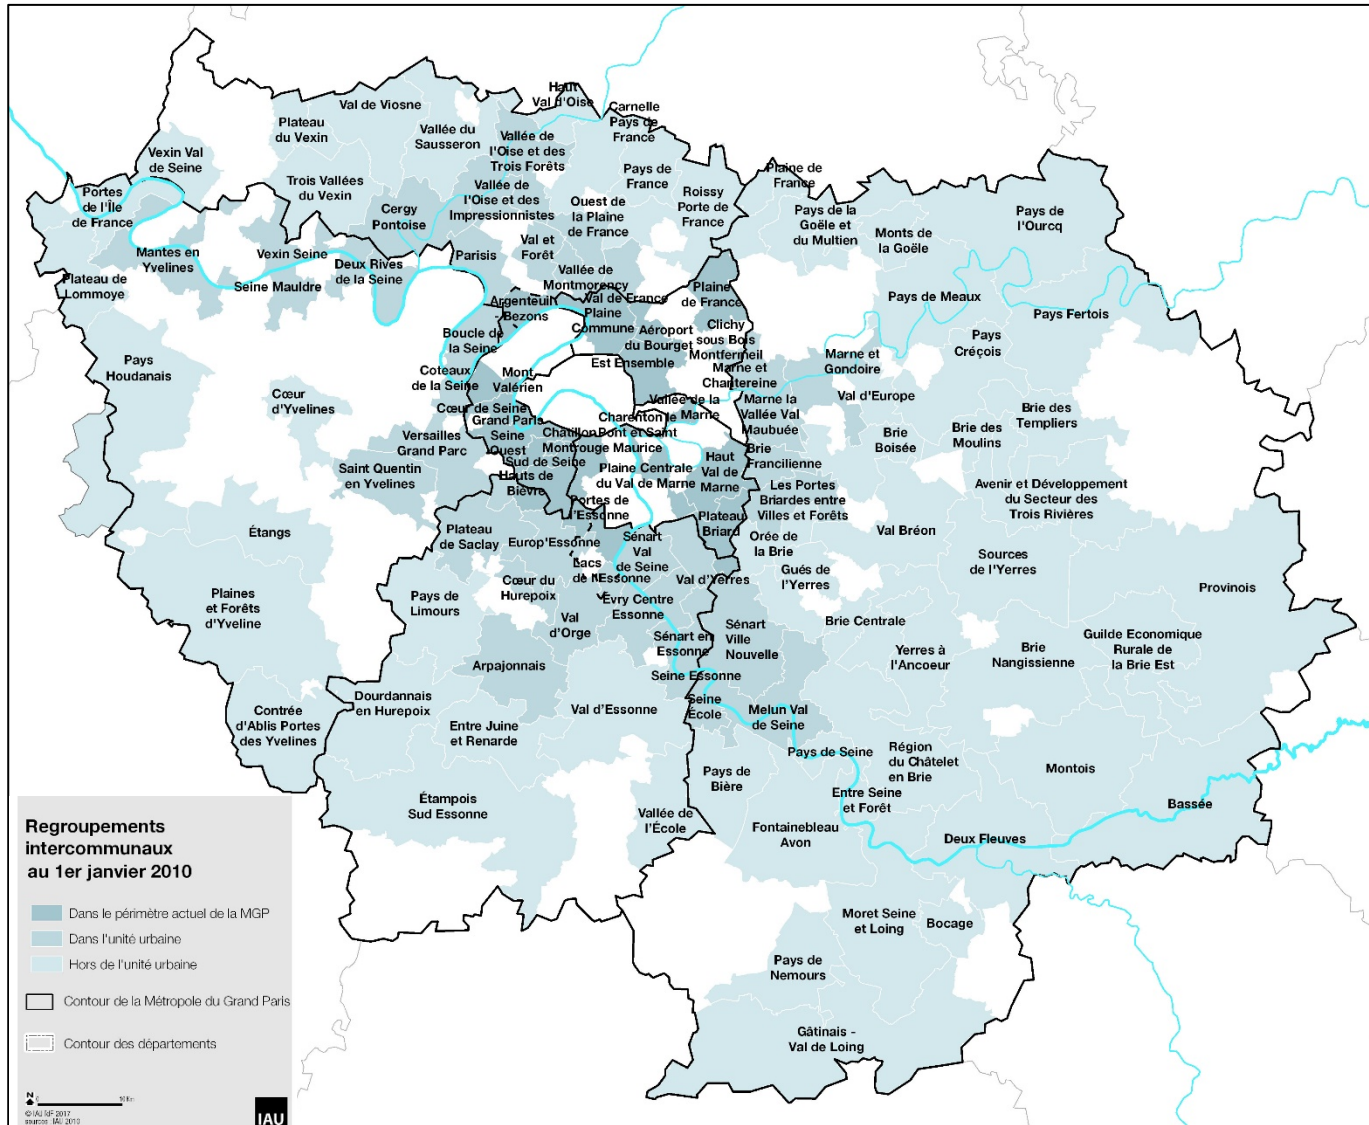 Haut
Val d'Oise
Val de Viosne
Carnelle
Pays de
France
Plateau
du Vexin
Vallée du
Sausseron
Vallée de
l'Oise et des
Trois Forêts
Vexin Val
de Seine
Pays de
France
Plaine de
France
Trois Vallées
du Vexin
Vallée de
l'Oise et des
Impressionnistes
Roissy
Porte de
France
Portes
de l'Île
de France
Cergy
Pontoise
Ouest de
la Plaine
de France
Pays de la
Goële et
du Multien
Monts de
la Goële
Pays de
l'Ourcq
Mantes en
Yvelines
Vexin Seine
Deux Rives
de la Seine
Parisis
Val et
Forêt
Vallée de
Montmorency
Plateau de
Lommoye
Seine Mauldre
Argenteuil
Bezons
Val de France
Plaine
Commune
Plaine
de France
Pays de Meaux
Pays Fertois
Boucle de
la Seine
Aéroport
du Bourget
Clichy
sous Bois
Montfermeil
Pays
Créçois
Pays
Houdanais
Coteaux
de la Seine
Mont
Valérien
Est Ensemble
Marne et
Chantereine
Marne et
Gondoire
Val d'Europe
Cœur
d'Yvelines
Cœur de Seine
Grand Paris
Seine
Ouest
Vallée de la
Marne
Marne la
Vallée Val
Maubuée
Brie des
Templiers
Versailles
Grand Parc
Châtillon
Montrouge
Charenton le
Pont et Saint
Maurice
Brie
Boisée
Brie des
Moulins
Saint Quentin
en Yvelines
Sud de Seine
Hauts de
Bièvre
Plaine Centrale
du Val de Marne
Haut
Val de
Marne
Brie
Francilienne
Les Portes
Briardes entre
Villes et Forêts
Avenir et Développement
du Secteur des
Trois Rivières
Portes de
l'Essonne
Plateau
Briard
Étangs
Plateau
de Saclay
Europ'Essonne
Sénart
Val
de Seine
Orée de
la Brie
Val Bréon
Sources
de l'Yerres
Lacs
de l'Essonne
Val d'Yerres
Gués de
l'Yerres
Provinois
Plaines
et Forêts
d'Yveline
Pays de
Limours
Cœur du
Hurepoix
Evry Centre
Essonne
Val
d'Orge
Sénart en
Essonne
Sénart
Ville
Nouvelle
Brie Centrale
Yerres à
l'Ancoeur
Brie
Nangissienne
Guilde Economique
Rurale de
la Brie Est
Arpajonnais
Seine Essonne
Dourdannais
en Hurepoix
Val d'Essonne
Seine
École
Melun Val
de Seine
Contrée
d'Ablis Portes
des Yvelines
Entre Juine
et Renarde
Pays de Seine
Région
du Châtelet
en Brie
Montois
Pays de
Bière
Entre Seine
et Forêt
Bassée
Étampois
Sud Essonne
Vallée de
l'École
Fontainebleau
Avon
Deux Fleuves
Moret Seine
et Loing
Bocage
Pays de
Nemours
Gâtinais -
Val de Loing
Regroupements
intercommunaux
au 1er janvier 2010
Dans le périmètre actuel de la MGP
Dans l'unité urbaine
Hors de l'unité urbaine
Contour de la Métropole du Grand Paris
Contour des départements
N
0
© IAU îdF 2017
sources : IAU 2010
IAU